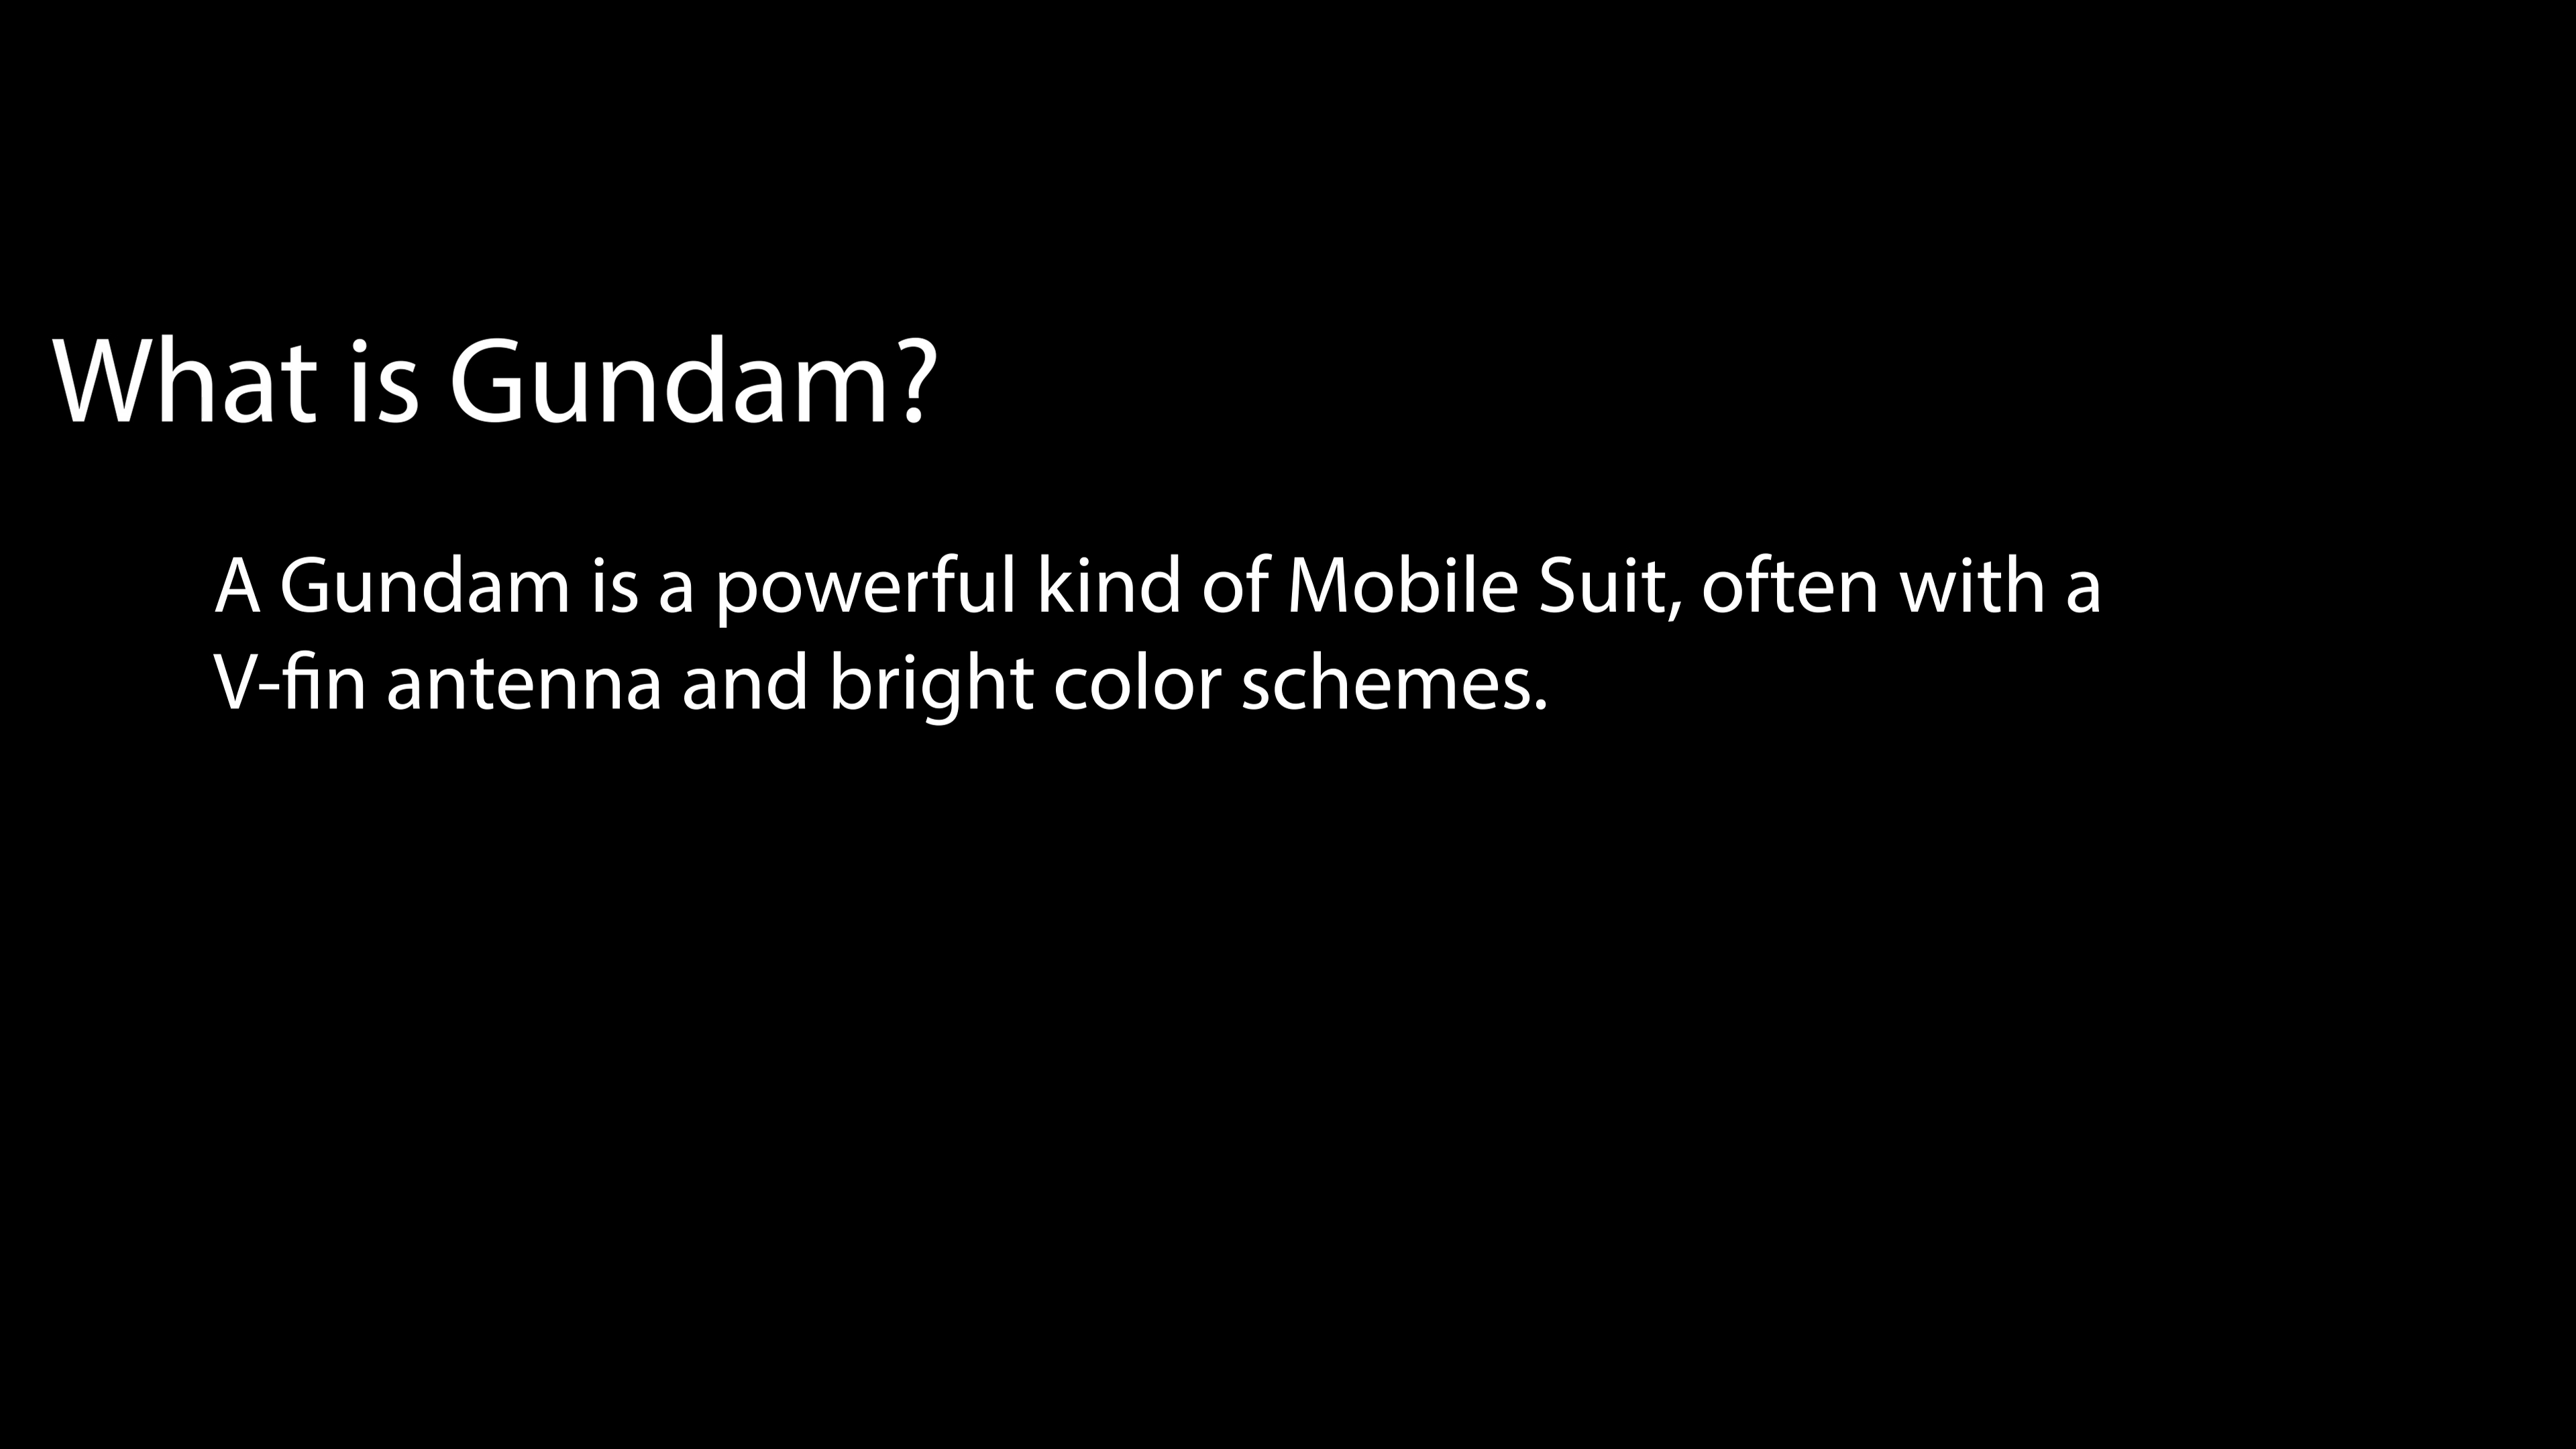 What is Gundam?
A Gundam is a powerful kind of Mobile Suit, often with a
V-fin antenna and bright color schemes.